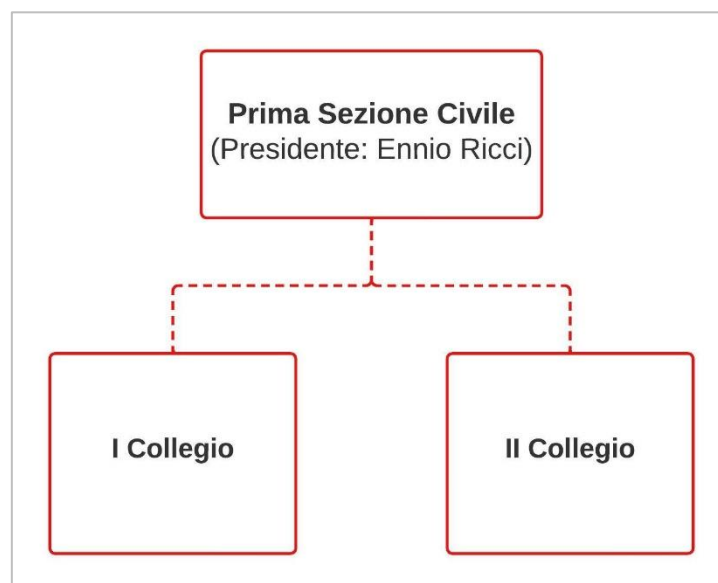 Prima Sezione Civile
(Presidente: Ennio Ricci)
I Collegio
II Collegio